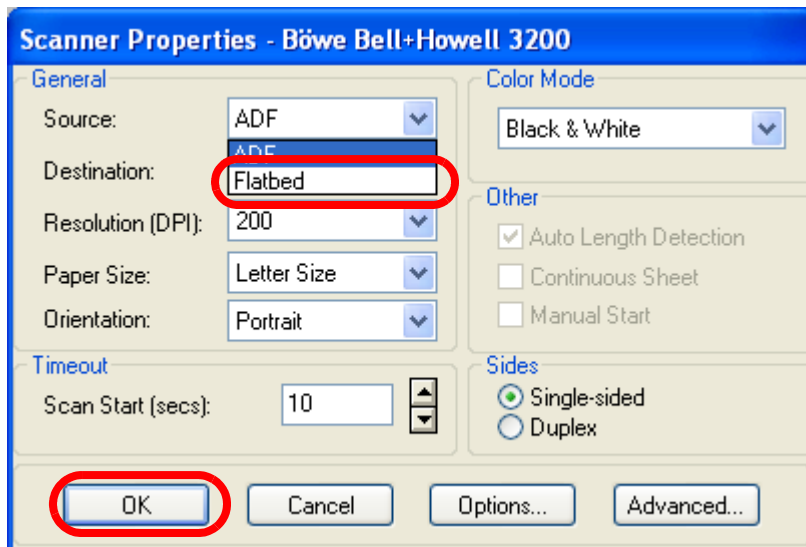 Scanner Properties - Böwe Bell+Howell 3200
General
Source:
ADF
ADF
Flatbed
Destination:
Resolution (DPI):
200
Paper Size:
Letter Size
Orientation:
Portrait
Color Mode
Black & White
Other
Auto Length Detection
Continuous Sheet
Manual Start
Timeout
Scan Start (secs):
10
Sides
Single-sided
Duplex
OK
Cancel
Options...
Advanced...